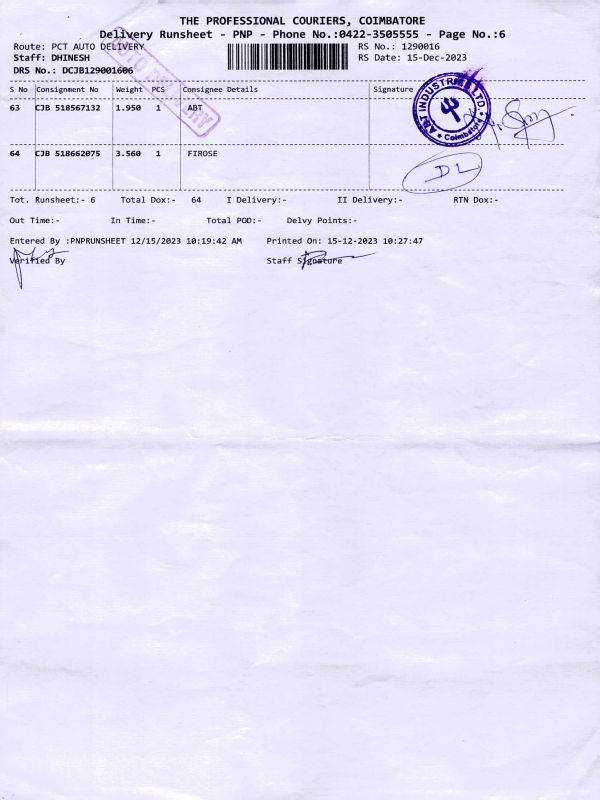 THE PROFESSIONAL COURIERS, COIMBATORE
Delivery Runsheet - PNP - Phone No.:0422-3505555 - Page No.:6
Route: PCT AUTO DELIVERY RS No.: 1290016
Staff: DHINESH RS Date: 15-Dec-2023
DRS No.: DCJB129001606
AUTO DELIVERY
S No Consignment No Weight PCS Consignee Details Signature
63 CJB 518567132 1.950 1 ABT
ABT INDUSTRIES LTD. * Coimbatore *
64 CJB 518662075 3.560 1 FIROSE
DL
Tot. Runsheet:- 6 Total Dox:- 64 I Delivery:- II Delivery:- RTN Dox:-
Out Time:- In Time:- Total POD:- Delvy Points:-
Entered By :PNPRUNSHEET 12/15/2023 10:19:42 AM Printed On: 15-12-2023 10:27:47
Verified By Staff Signature